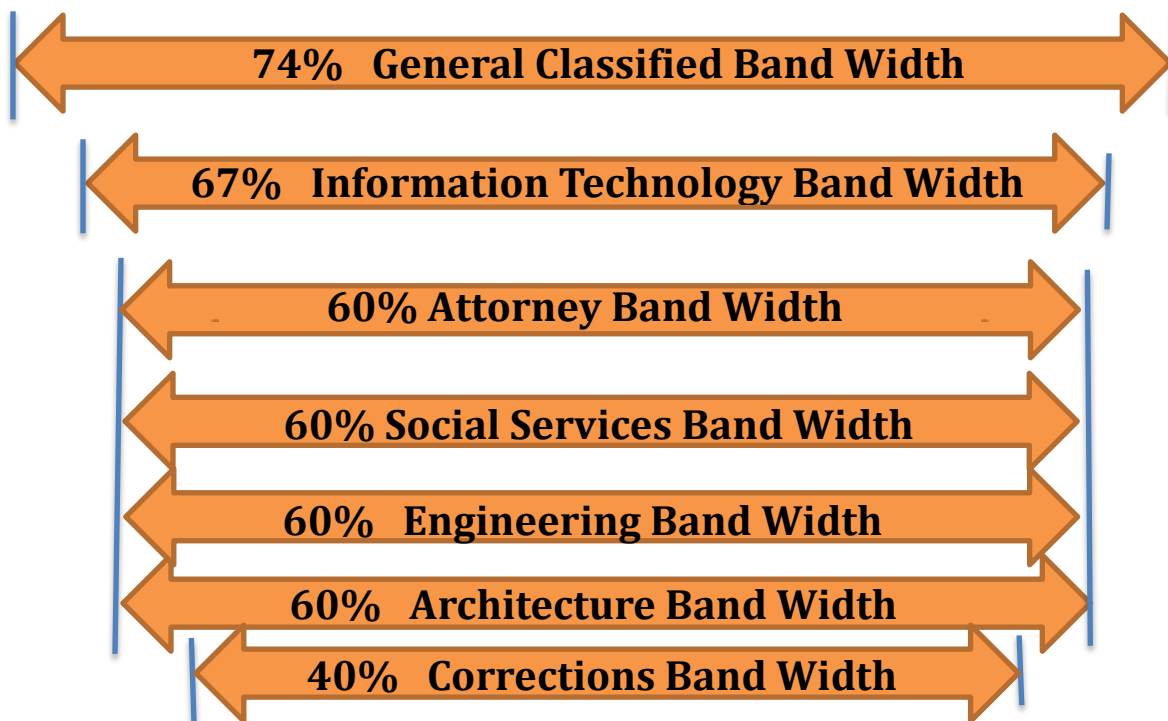 74% General Classified Band Width
67% Information Technology Band Width
60% Attorney Band Width
60% Social Services Band Width
60% Engineering Band Width
60% Architecture Band Width
40% Corrections Band Width